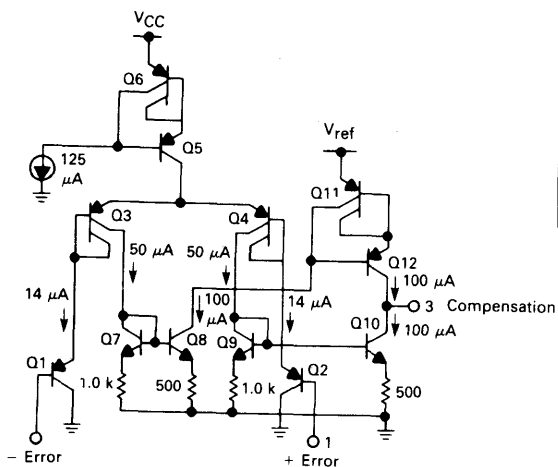 VCC
Q6
Vref
Q5
125
μA
Q11
Q3
Q4
50 μA
50 μA
Q12
100 μA
14 μA
100
μA
14 μA
3 Compensation
100 μA
Q10
Q1
Q7
Q8
Q9
Q2
1.0 k
500
1.0 k
500
1
– Error
+ Error